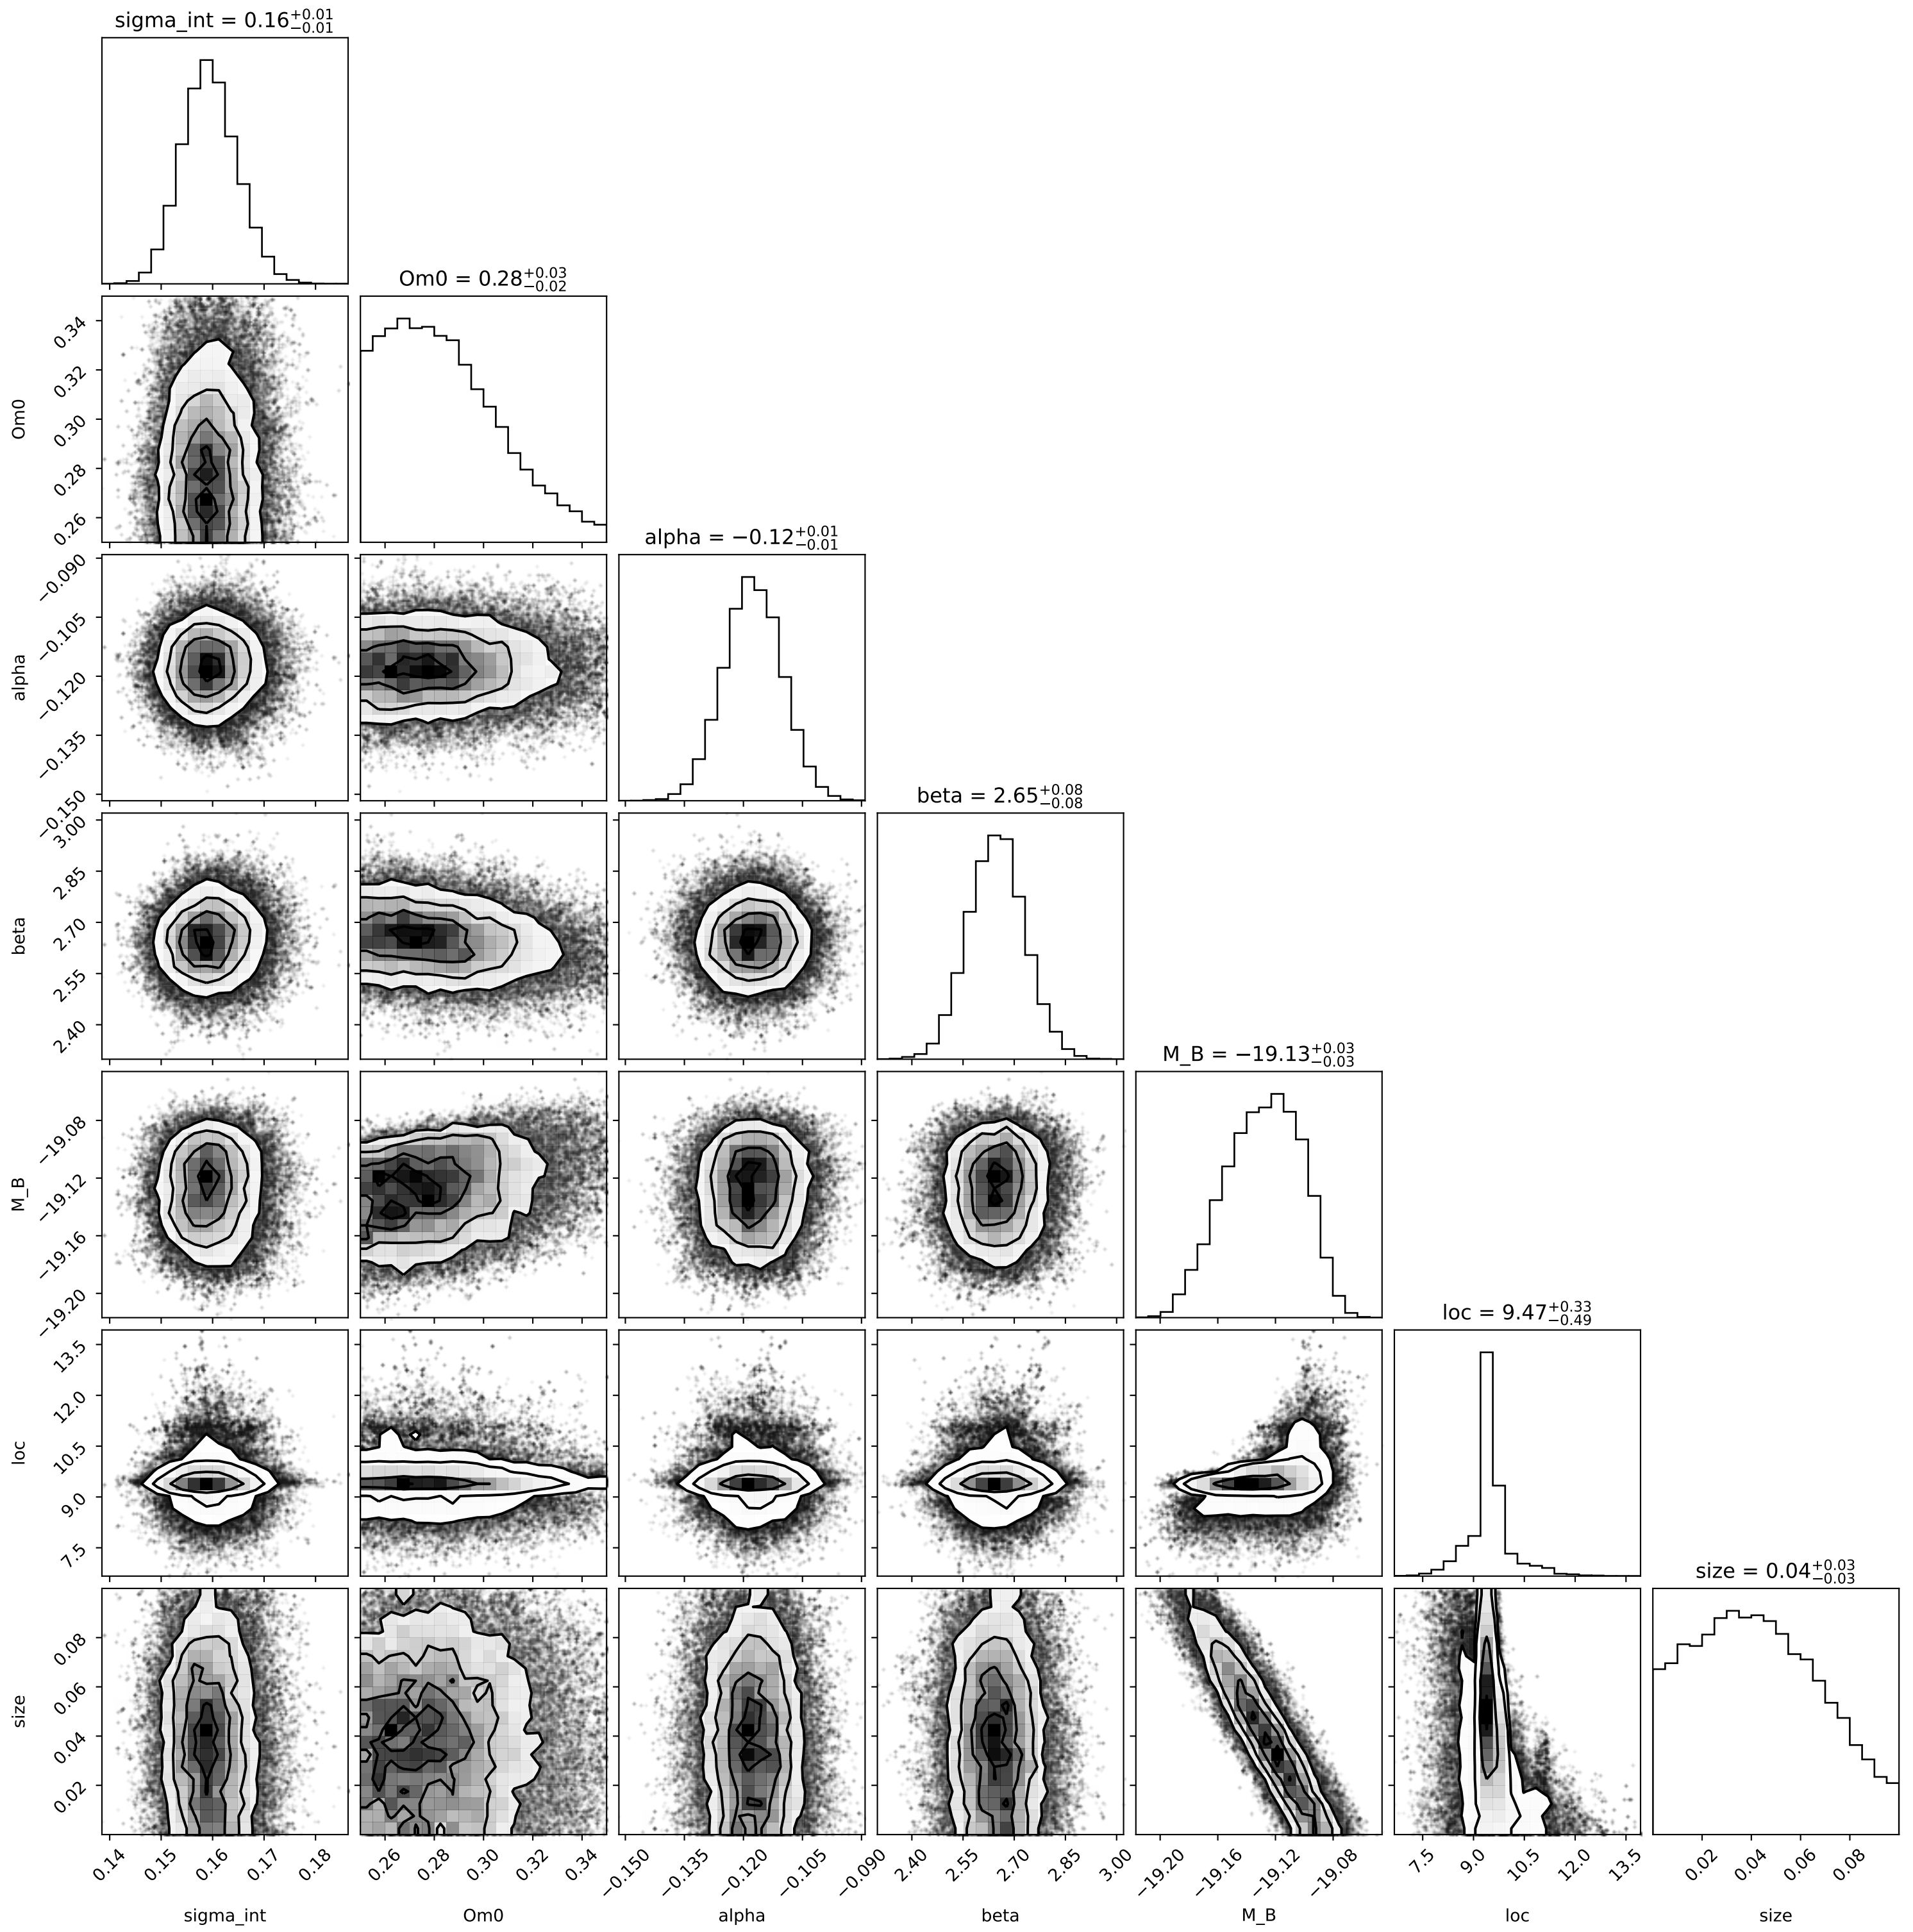 sigma_int = 0.16+0.01
−0.01
Om0 = 0.28+0.03
−0.02
0.34
0.32
0.30
0.28
0.26
Om0
alpha = −0.12+0.01
−0.01
−0.090
−0.105
−0.120
−0.135
−0.150
alpha
beta = 2.65+0.08
−0.08
3.00
2.85
2.70
2.55
2.40
beta
M_B = −19.13+0.03
−0.03
−19.08
−19.12
−19.16
−19.20
M_B
loc = 9.47+0.33
−0.49
13.5
12.0
10.5
9.0
7.5
loc
size = 0.04+0.03
−0.03
0.08
0.06
0.04
0.02
size
0.14 0.15 0.16 0.17 0.18 0.26 0.28 0.30 0.32 0.34 −0.150 −0.135 −0.120 −0.105 −0.090 2.40 2.55 2.70 2.85 3.00 −19.20 −19.16 −19.12 −19.08 7.5 9.0 10.5 12.0 13.5 0.02 0.04 0.06 0.08
sigma_int Om0 alpha beta M_B loc size